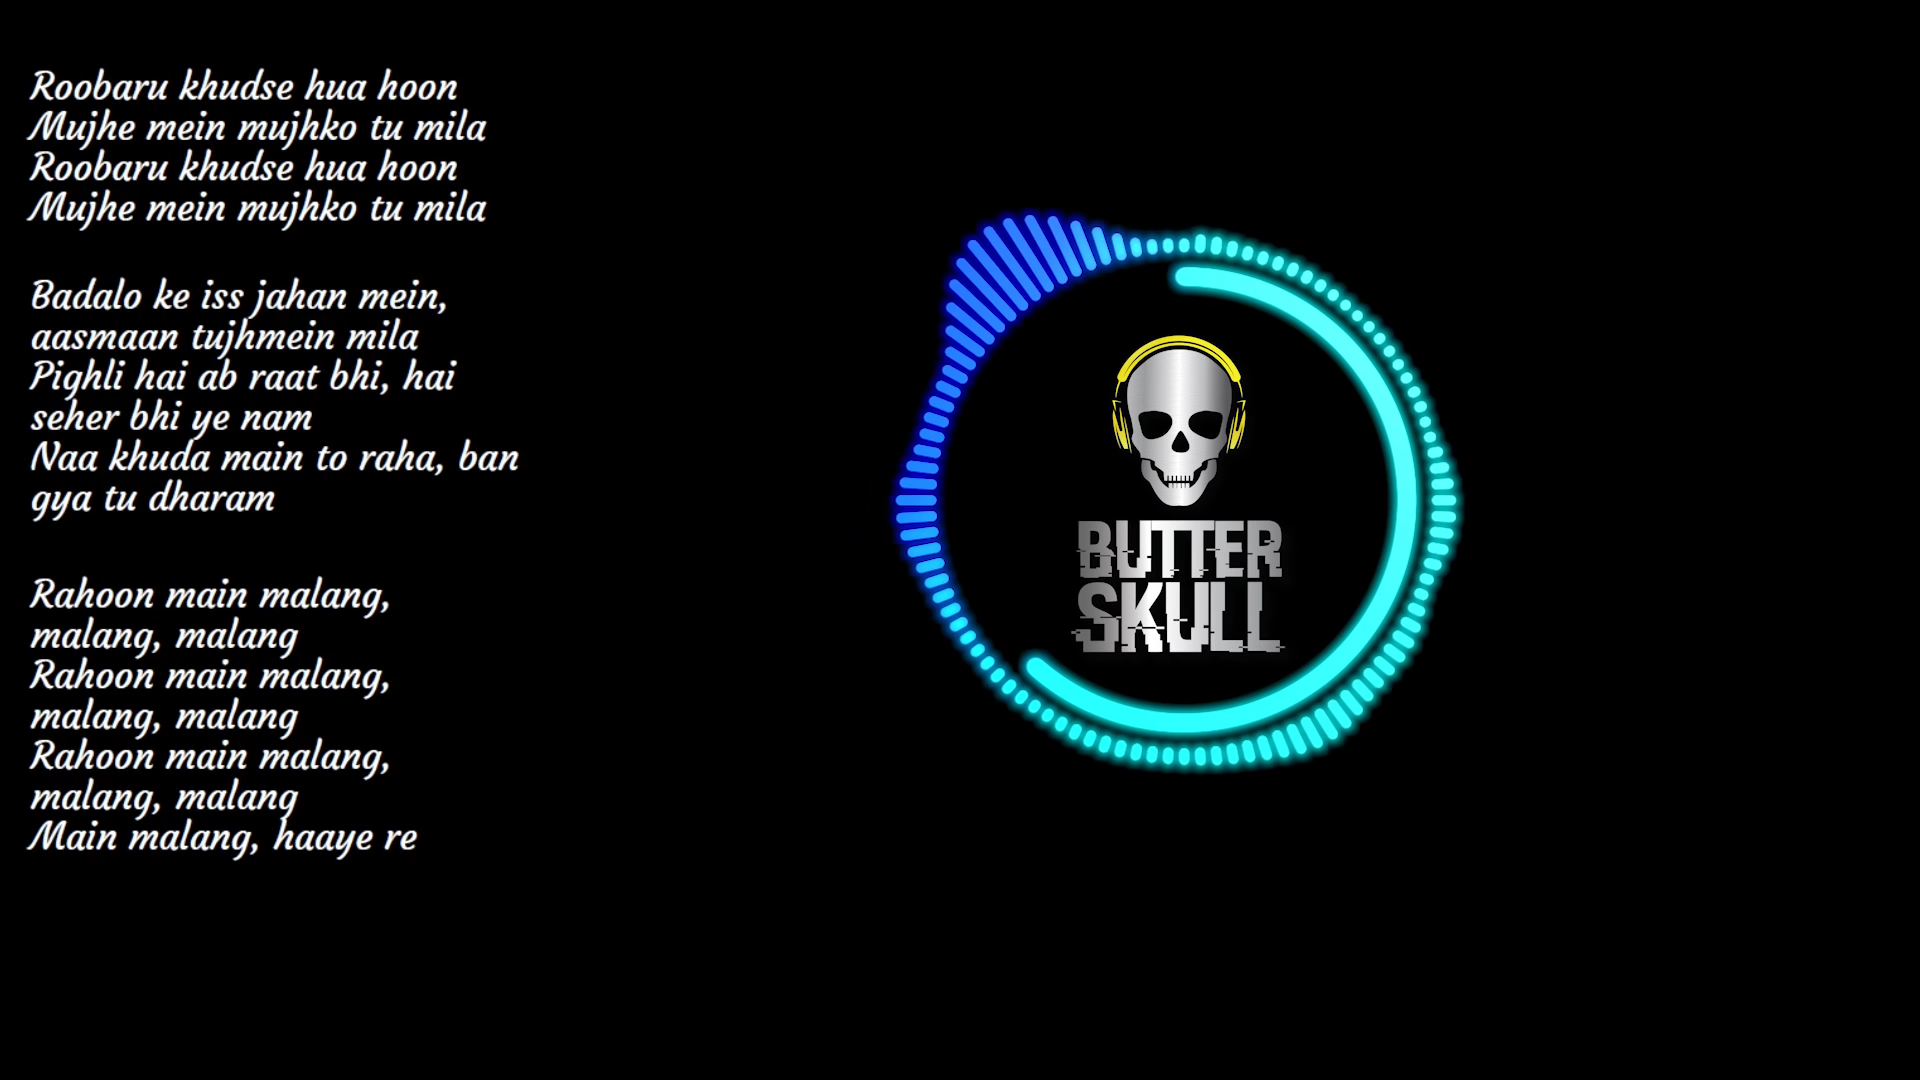 Roobaru khudse hua hoon
Mujhe mein mujhko tu mila
Roobaru khudse hua hoon
Mujhe mein mujhko tu mila
Badalo ke iss jahan mein,
aasmaan tujhmein mila
Pighli hai ab raat bhi, hai
seher bhi ye nam
Naa khuda main to raha, ban
gya tu dharam
Rahoon main malang,
malang, malang
Rahoon main malang,
malang, malang
Rahoon main malang,
malang, malang
Main malang, haaye re
BUTTER
SKULL